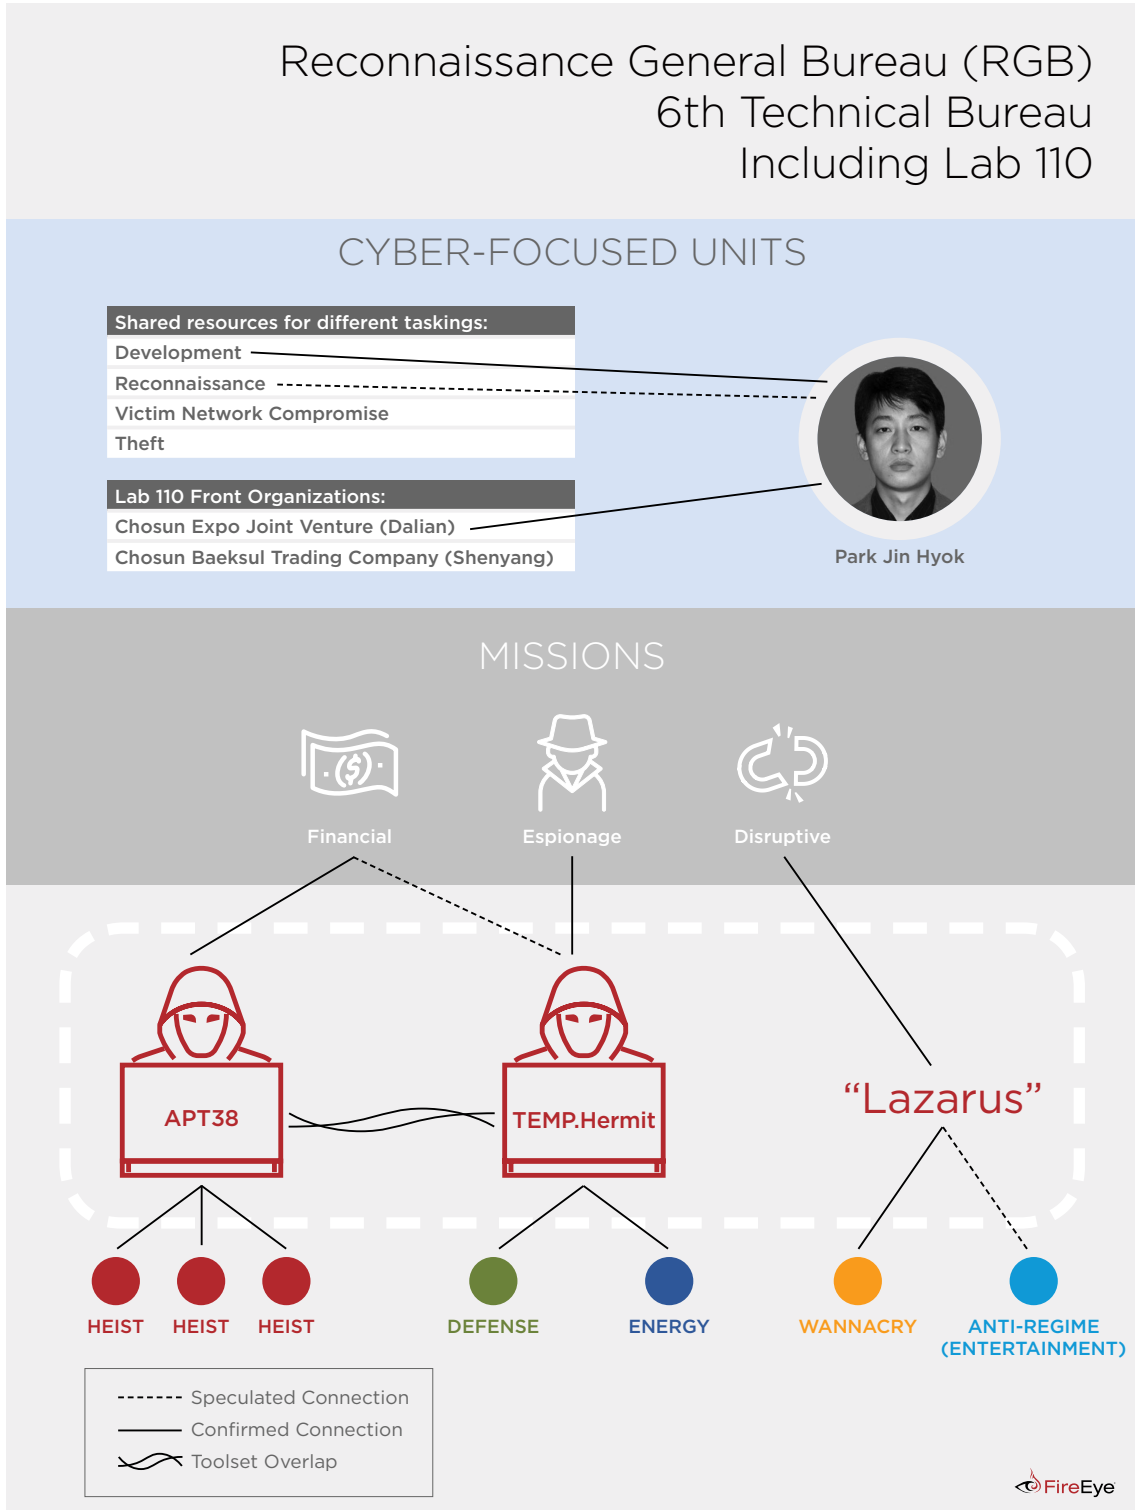 Reconnaissance General Bureau (RGB)
6th Technical Bureau
Including Lab 110
CYBER-FOCUSED UNITS
Shared resources for different taskings:
Development
Reconnaissance
Victim Network Compromise
Theft
Lab 110 Front Organizations:
Chosun Expo Joint Venture (Dalian)
Chosun Baeksul Trading Company (Shenyang)
Park Jin Hyok
MISSIONS
Financial
Espionage
Disruptive
APT38
TEMP.Hermit
“Lazarus”
HEIST
HEIST
HEIST
DEFENSE
ENERGY
WANNACRY
ANTI-REGIME
(ENTERTAINMENT)
Speculated Connection
Confirmed Connection
Toolset Overlap
FireEye